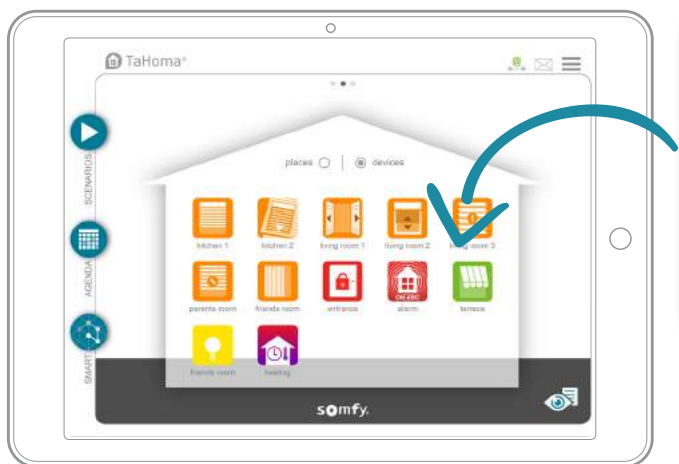 TaHoma®
places devices
SCENARIOS
AGENDA
SMART
kitchen 1 kitchen 2 living room 1 living room 2 living room 3
parents room friends room entrance alarm terrace
ON ABC
friends room heating
somfy.